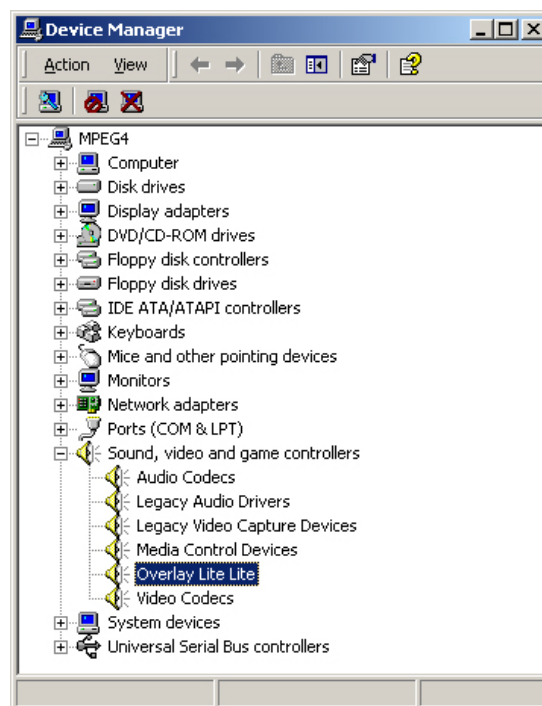 Device Manager
Action View
MPEG4
Computer
Disk drives
Display adapters
DVD/CD-ROM drives
Floppy disk controllers
Floppy disk drives
IDE ATA/ATAPI controllers
Keyboards
Mice and other pointing devices
Monitors
Network adapters
Ports (COM & LPT)
Sound, video and game controllers
Audio Codecs
Legacy Audio Drivers
Legacy Video Capture Devices
Media Control Devices
Overlay Lite Lite
Video Codecs
System devices
Universal Serial Bus controllers